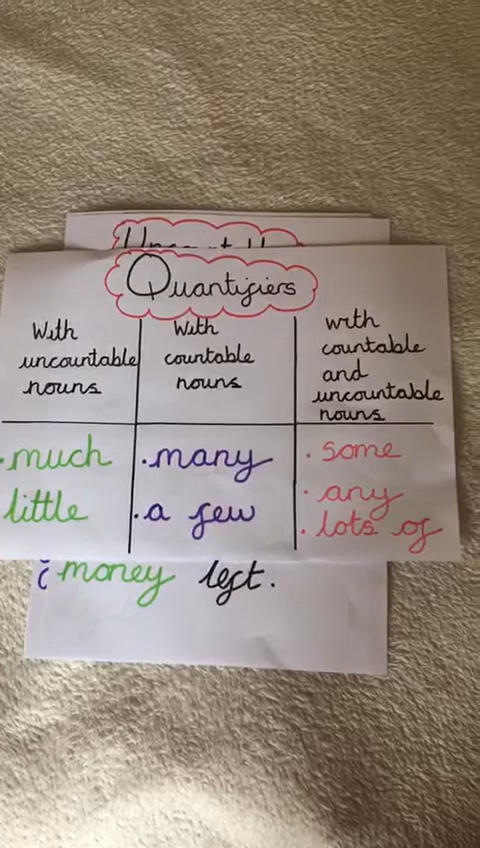 Quantifiers
With
uncountable
nouns
With
countable
nouns
with
countable
and
uncountable
nouns
· much
little
· many
· a few
· some
· any
· lots of
money left.